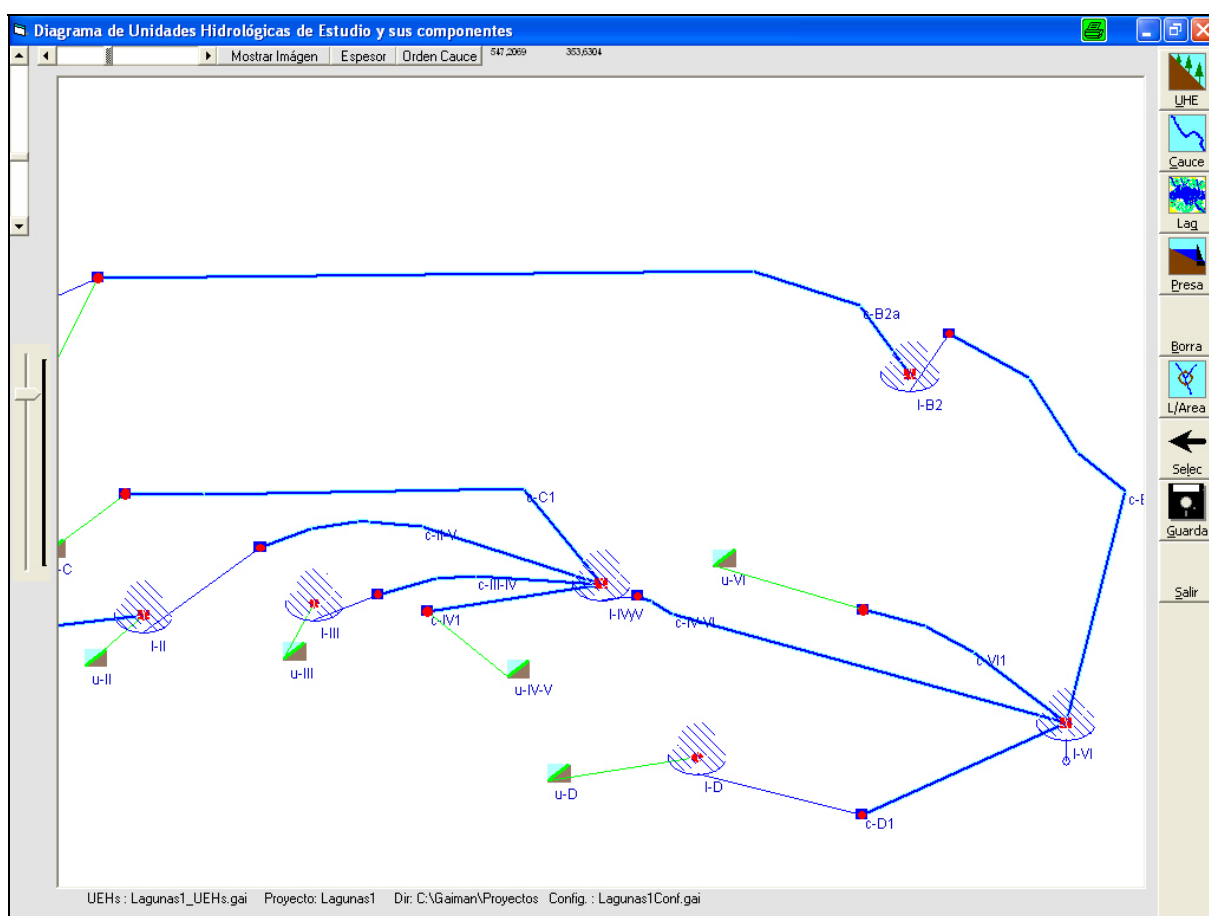 Diagrama de Unidades Hidrológicas de Estudio y sus componentes
Mostrar Imágen Espesor Orden Cauce 547,2069 353,6304
UHE
Cauce
Lag
Presa
Borra
L/Area
Selec
Guarda
Salir
c-B2a
l-B2
c-C1
c-E
c-II-V
-C
c-III-IV
u-VI
c-IV1
l-IVyV
c-IV-VI
l-III
l-II
c-VI1
u-II
u-III
u-IV-V
l-VI
u-D
l-D
c-D1
UEHs : Lagunas1_UEHs.gai Proyecto: Lagunas1 Dir: C:\Gaiman\Proyectos Config. : Lagunas1Conf.gai